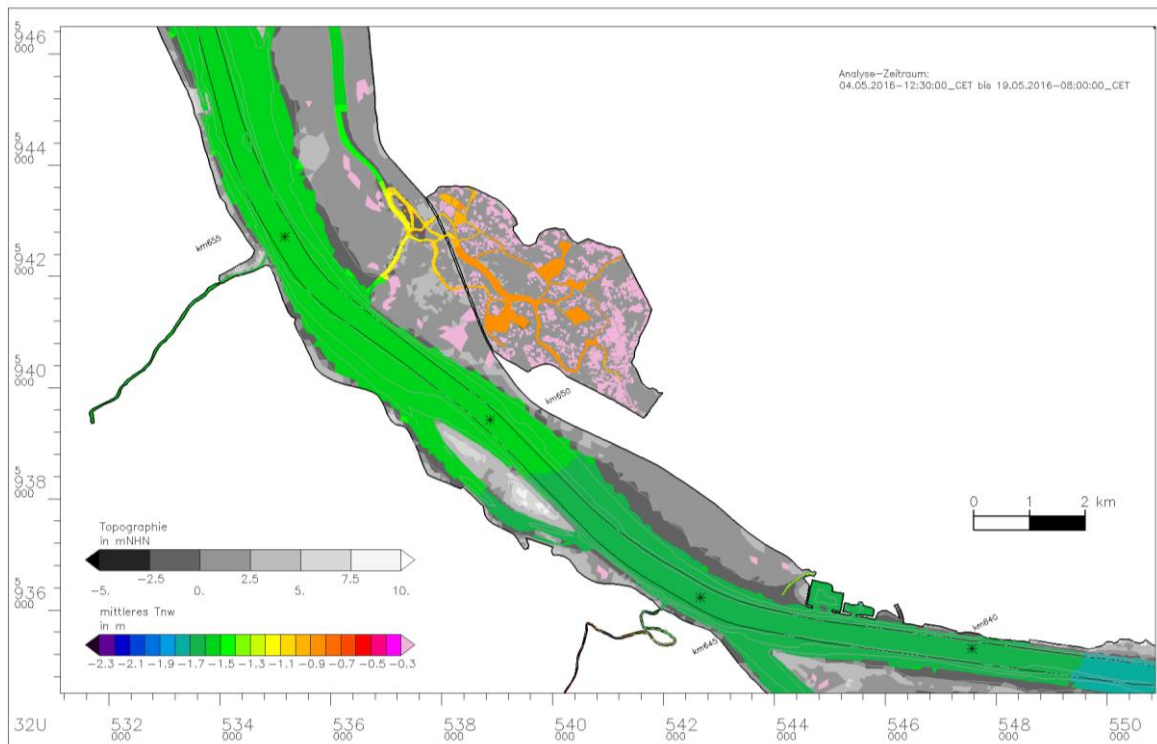 5
946
000
Analyse-Zeitraum:
04.05.2016-12:30:00_CET bis 19.05.2016-08:00:00_CET
5
944
000
km655
5
942
000
5
940
000
km650
5
938
000
0 1 2 km
Topographie
in mNHN
-2.5 2.5 7.5
-5. 0. 5. 10.
5
936
000
mittleres Tnw
in m
km640
km645
-2.3 -2.1 -1.9 -1.7 -1.5 -1.3 -1.1 -0.9 -0.7 -0.5 -0.3
32U 532 534 536 538 540 542 544 546 548 550
000 000 000 000 000 000 000 000 000 000